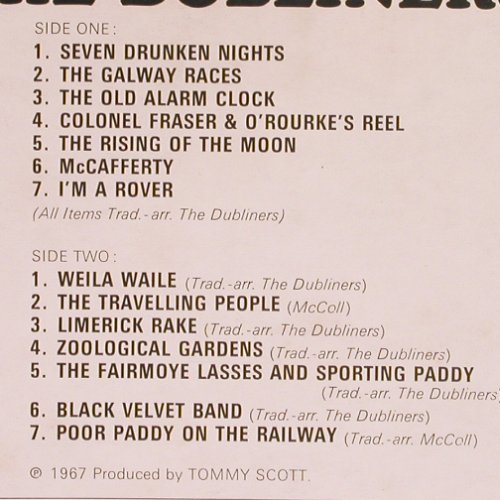 THE DUBLINERS
SIDE ONE:
1. SEVEN DRUNKEN NIGHTS
2. THE GALWAY RACES
3. THE OLD ALARM CLOCK
4. COLONEL FRASER & O'ROURKE'S REEL
5. THE RISING OF THE MOON
6. McCAFFERTY
7. I'M A ROVER
(All Items Trad.-arr. The Dubliners)
SIDE TWO:
1. WEILA WAILE (Trad.-arr. The Dubliners)
2. THE TRAVELLING PEOPLE (McColl)
3. LIMERICK RAKE (Trad.-arr. The Dubliners)
4. ZOOLOGICAL GARDENS (Trad.-arr. The Dubliners)
5. THE FAIRMOYE LASSES AND SPORTING PADDY
(Trad.-arr. The Dubliners)
6. BLACK VELVET BAND (Trad.-arr. The Dubliners)
7. POOR PADDY ON THE RAILWAY (Trad.-arr. McColl)
℗ 1967 Produced by TOMMY SCOTT.